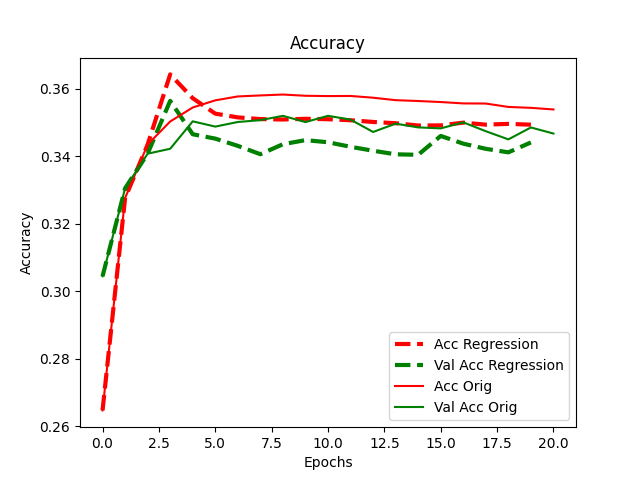 Accuracy
0.36
0.34
0.32
0.30
0.28
0.26
Accuracy
0.0 2.5 5.0 7.5 10.0 12.5 15.0 17.5 20.0
Epochs
Acc Regression
Val Acc Regression
Acc Orig
Val Acc Orig